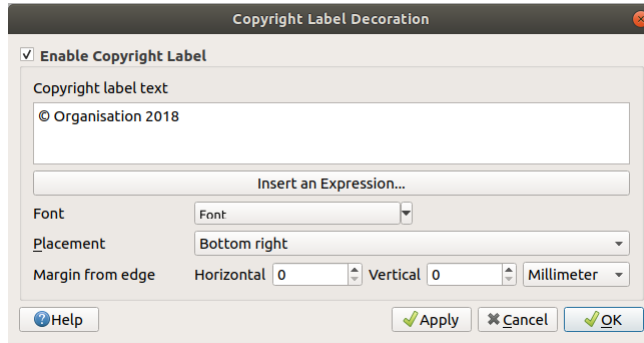 Copyright Label Decoration
Enable Copyright Label
Copyright label text
© Organisation 2018
Insert an Expression...
Font Font
Placement Bottom right
Margin from edge Horizontal 0 Vertical 0 Millimeter
Help Apply Cancel OK